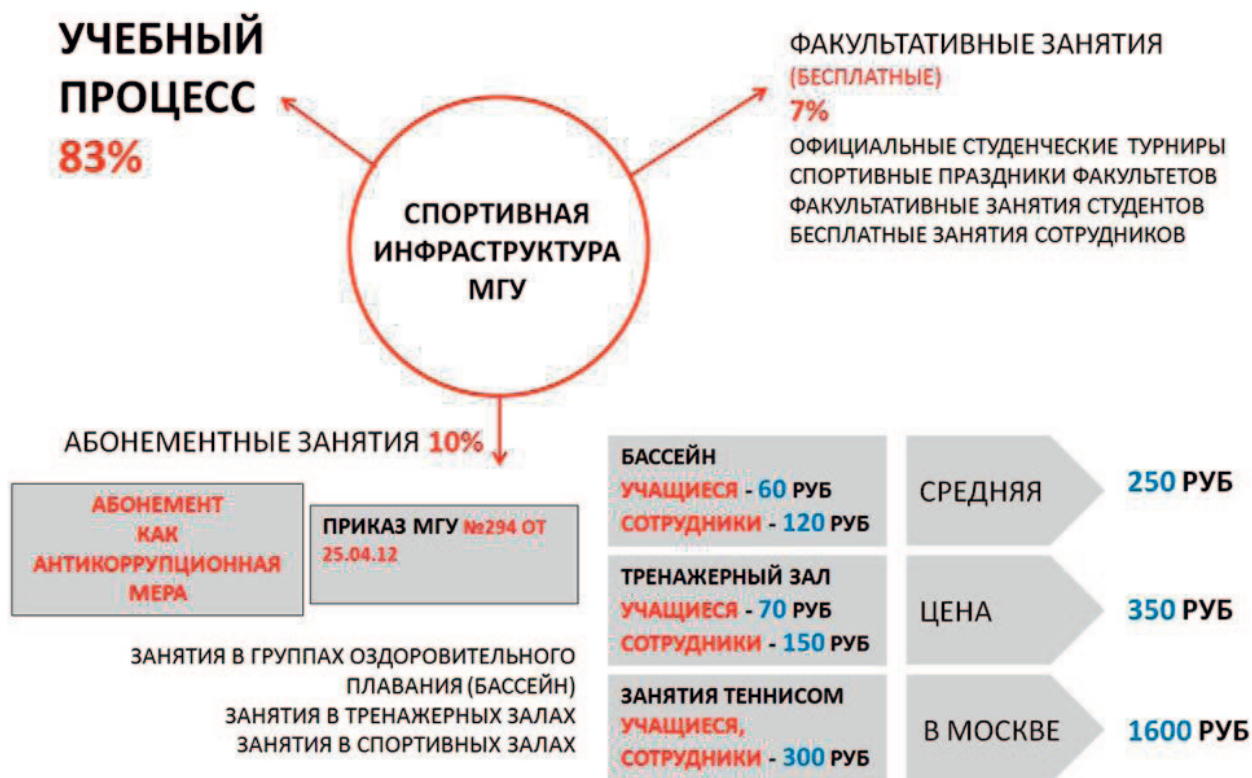 УЧЕБНЫЙ
ПРОЦЕСС
83%
ФАКУЛЬТАТИВНЫЕ ЗАНЯТИЯ
(БЕСПЛАТНЫЕ)
7%
ОФИЦИАЛЬНЫЕ СТУДЕНЧЕСКИЕ ТУРНИРЫ
СПОРТИВНЫЕ ПРАЗДНИКИ ФАКУЛЬТЕТОВ
ФАКУЛЬТАТИВНЫЕ ЗАНЯТИЯ СТУДЕНТОВ
БЕСПЛАТНЫЕ ЗАНЯТИЯ СОТРУДНИКОВ
СПОРТИВНАЯ
ИНФРАСТРУКТУРА
МГУ
АБОНЕМЕНТНЫЕ ЗАНЯТИЯ 10%
АБОНЕМЕНТ
КАК
АНТИКОРРУПЦИОННАЯ
МЕРА
ПРИКАЗ МГУ №294 ОТ
25.04.12
ЗАНЯТИЯ В ГРУППАХ ОЗДОРОВИТЕЛЬНОГО
ПЛАВАНИЯ (БАССЕЙН)
ЗАНЯТИЯ В ТРЕНАЖЕРНЫХ ЗАЛАХ
ЗАНЯТИЯ В СПОРТИВНЫХ ЗАЛАХ
БАССЕЙН
УЧАЩИЕСЯ - 60 РУБ
СОТРУДНИКИ - 120 РУБ
СРЕДНЯЯ
250 РУБ
ТРЕНАЖЕРНЫЙ ЗАЛ
УЧАЩИЕСЯ - 70 РУБ
СОТРУДНИКИ - 150 РУБ
ЦЕНА
350 РУБ
ЗАНЯТИЯ ТЕННИСОМ
УЧАЩИЕСЯ,
СОТРУДНИКИ - 300 РУБ
В МОСКВЕ
1600 РУБ